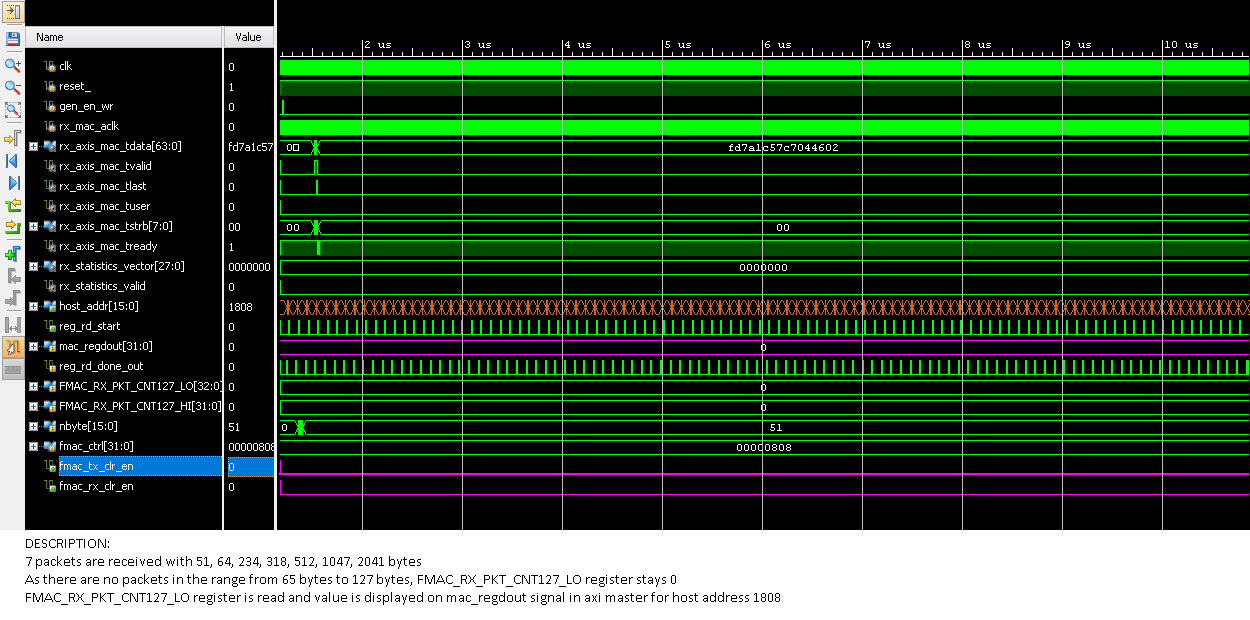 Name Value
2 us 3 us 4 us 5 us 6 us 7 us 8 us 9 us 10 us
clk 0
reset_ 1
gen_en_wr 0
rx_mac_aclk 0
rx_axis_mac_tdata[63:0] fd7a1c57 0 fd7a1c57c7044602
rx_axis_mac_tvalid 0
rx_axis_mac_tlast 0
rx_axis_mac_tuser 0
rx_axis_mac_tstrb[7:0] 00 00 00
rx_axis_mac_tready 1
rx_statistics_vector[27:0] 0000000 0000000
rx_statistics_valid 0
host_addr[15:0] 1808
reg_rd_start 0
mac_regdout[31:0] 0 0
reg_rd_done_out 0
FMAC_RX_PKT_CNT127_LO[32:0] 0 0
FMAC_RX_PKT_CNT127_HI[31:0] 0 0
nbyte[15:0] 51 0 51
fmac_ctrl[31:0] 00000808 00000808
fmac_tx_clr_en 0
fmac_rx_clr_en 0
DESCRIPTION:
7 packets are received with 51, 64, 234, 318, 512, 1047, 2041 bytes
As there are no packets in the range from 65 bytes to 127 bytes, FMAC_RX_PKT_CNT127_LO register stays 0
FMAC_RX_PKT_CNT127_LO register is read and value is displayed on mac_regdout signal in axi master for host address 1808